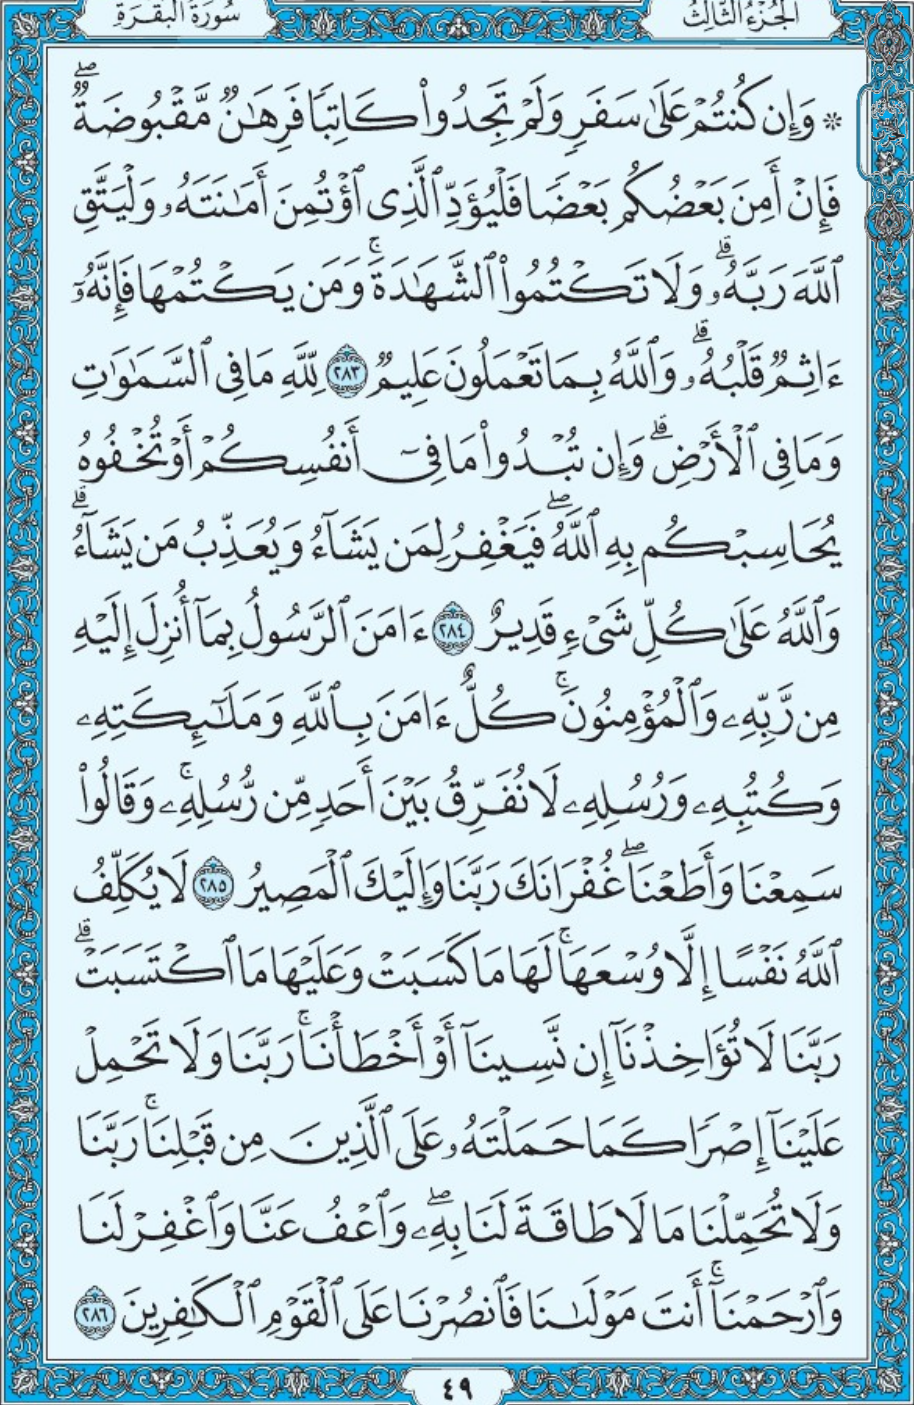 الجُزْءُ الثَّالِثُ
سُورَةُ البَقَرَةِ
۞ وَإِن كُنتُمْ عَلَىٰ سَفَرٍ وَلَمْ تَجِدُوا۟ كَاتِبًا فَرِهَـٰنٌ مَّقْبُوضَةٌ ۖ
فَإِنْ أَمِنَ بَعْضُكُم بَعْضًا فَلْيُؤَدِّ ٱلَّذِى ٱؤْتُمِنَ أَمَـٰنَتَهُۥ وَلْيَتَّقِ
ٱللَّهَ رَبَّهُۥ ۗ وَلَا تَكْتُمُوا۟ ٱلشَّهَـٰدَةَ ۚ وَمَن يَكْتُمْهَا فَإِنَّهُۥٓ
ءَاثِمٌ قَلْبُهُۥ ۗ وَٱللَّهُ بِمَا تَعْمَلُونَ عَلِيمٌ ٢٨٣ لِّلَّهِ مَا فِى ٱلسَّمَـٰوَٰتِ
وَمَا فِى ٱلْأَرْضِ ۗ وَإِن تُبْدُوا۟ مَا فِىٓ أَنفُسِكُمْ أَوْ تُخْفُوهُ
يُحَاسِبْكُم بِهِ ٱللَّهُ ۖ فَيَغْفِرُ لِمَن يَشَآءُ وَيُعَذِّبُ مَن يَشَآءُ ۗ
وَٱللَّهُ عَلَىٰ كُلِّ شَىْءٍ قَدِيرٌ ٢٨٤ ءَامَنَ ٱلرَّسُولُ بِمَآ أُنزِلَ إِلَيْهِ
مِن رَّبِّهِۦ وَٱلْمُؤْمِنُونَ ۚ كُلٌّ ءَامَنَ بِٱللَّهِ وَمَلَـٰٓئِكَتِهِۦ
وَكُتُبِهِۦ وَرُسُلِهِۦ لَا نُفَرِّقُ بَيْنَ أَحَدٍ مِّن رُّسُلِهِۦ ۚ وَقَالُوا۟
سَمِعْنَا وَأَطَعْنَا ۖ غُفْرَانَكَ رَبَّنَا وَإِلَيْكَ ٱلْمَصِيرُ ٢٨٥ لَا يُكَلِّفُ
ٱللَّهُ نَفْسًا إِلَّا وُسْعَهَا ۚ لَهَا مَا كَسَبَتْ وَعَلَيْهَا مَا ٱكْتَسَبَتْ ۗ
رَبَّنَا لَا تُؤَاخِذْنَآ إِن نَّسِينَآ أَوْ أَخْطَأْنَا ۚ رَبَّنَا وَلَا تَحْمِلْ
عَلَيْنَآ إِصْرًا كَمَا حَمَلْتَهُۥ عَلَى ٱلَّذِينَ مِن قَبْلِنَا ۚ رَبَّنَا
وَلَا تُحَمِّلْنَا مَا لَا طَاقَةَ لَنَا بِهِۦ ۖ وَٱعْفُ عَنَّا وَٱغْفِرْ لَنَا
وَٱرْحَمْنَآ ۚ أَنتَ مَوْلَىٰنَا فَٱنصُرْنَا عَلَى ٱلْقَوْمِ ٱلْكَـٰفِرِينَ ٢٨٦
٤٩